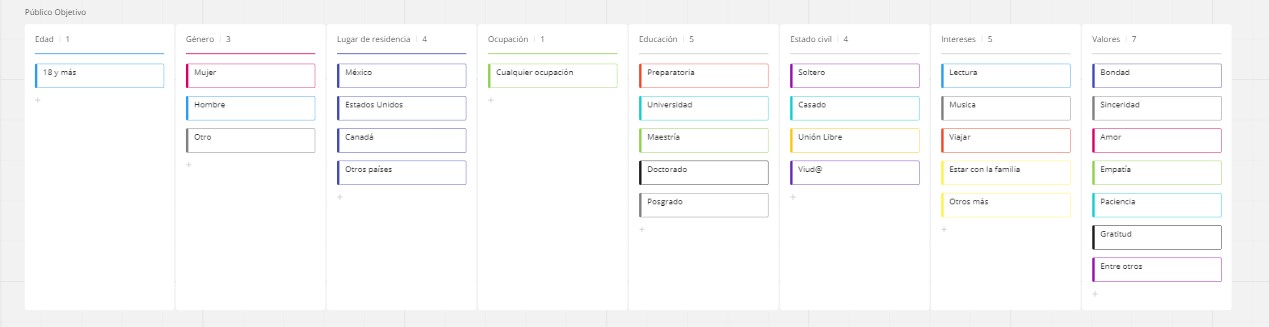 Público Objetivo
Edad | 1
18 y más
+
Género | 3
Mujer
Hombre
Otro
+
Lugar de residencia | 4
México
Estados Unidos
Canadá
Otros países
+
Ocupación | 1
Cualquier ocupación
+
Educación | 5
Preparatoria
Universidad
Maestría
Doctorado
Posgrado
+
Estado civil | 4
Soltero
Casado
Unión Libre
Viud@
+
Intereses | 5
Lectura
Musica
Viajar
Estar con la familia
Otros más
+
Valores | 7
Bondad
Sinceridad
Amor
Empatía
Paciencia
Gratitud
Entre otros
+